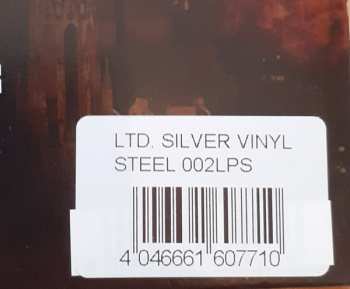 LTD. SILVER VINYL
STEEL 002LPS
4 046661 607710